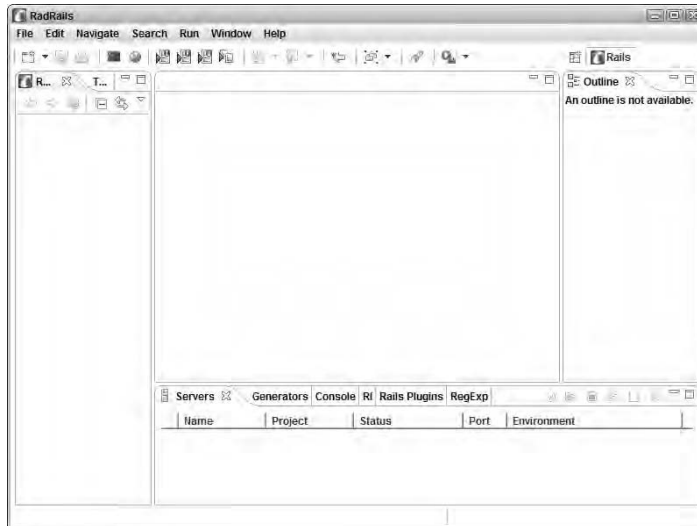 RadRails
File Edit Navigate Search Run Window Help
Rails
R... T...
Outline
An outline is not available.
Servers Generators Console RI Rails Plugins RegExp
Name Project Status Port Environment